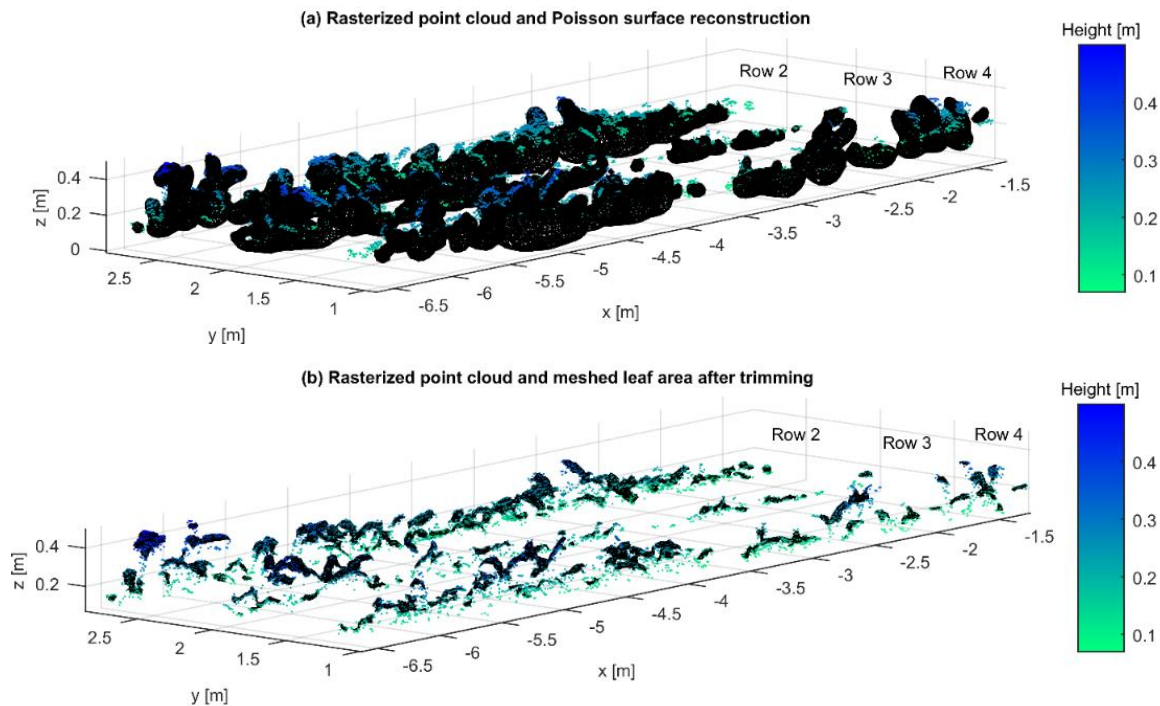 (a) Rasterized point cloud and Poisson surface reconstruction
Height [m]
Row 2
Row 3
Row 4
0.4
0.3
0.2
0.1
z [m]
0.4
0.2
0
2.5
2
1.5
1
y [m]
-6.5
-6
-5.5
-5
-4.5
-4
-3.5
-3
-2.5
-2
-1.5
x [m]
(b) Rasterized point cloud and meshed leaf area after trimming
Height [m]
Row 2
Row 3
Row 4
0.4
0.3
0.2
0.1
z [m]
0.4
0.2
2.5
2
1.5
1
y [m]
-6.5
-6
-5.5
-5
-4.5
-4
-3.5
-3
-2.5
-2
-1.5
x [m]